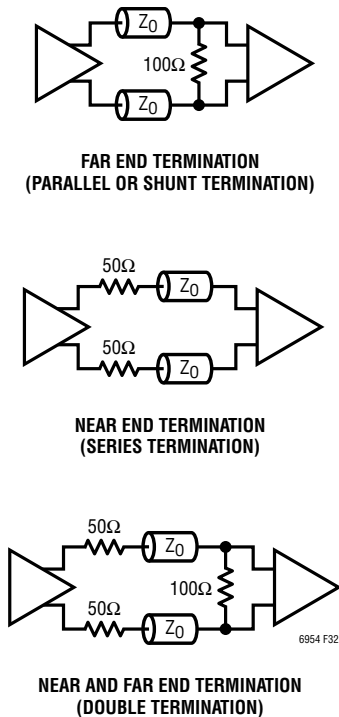 Z₀
100Ω
Z₀
FAR END TERMINATION
(PARALLEL OR SHUNT TERMINATION)
50Ω
Z₀
50Ω
Z₀
NEAR END TERMINATION
(SERIES TERMINATION)
50Ω
Z₀
100Ω
50Ω
Z₀
6954 F32
NEAR AND FAR END TERMINATION
(DOUBLE TERMINATION)